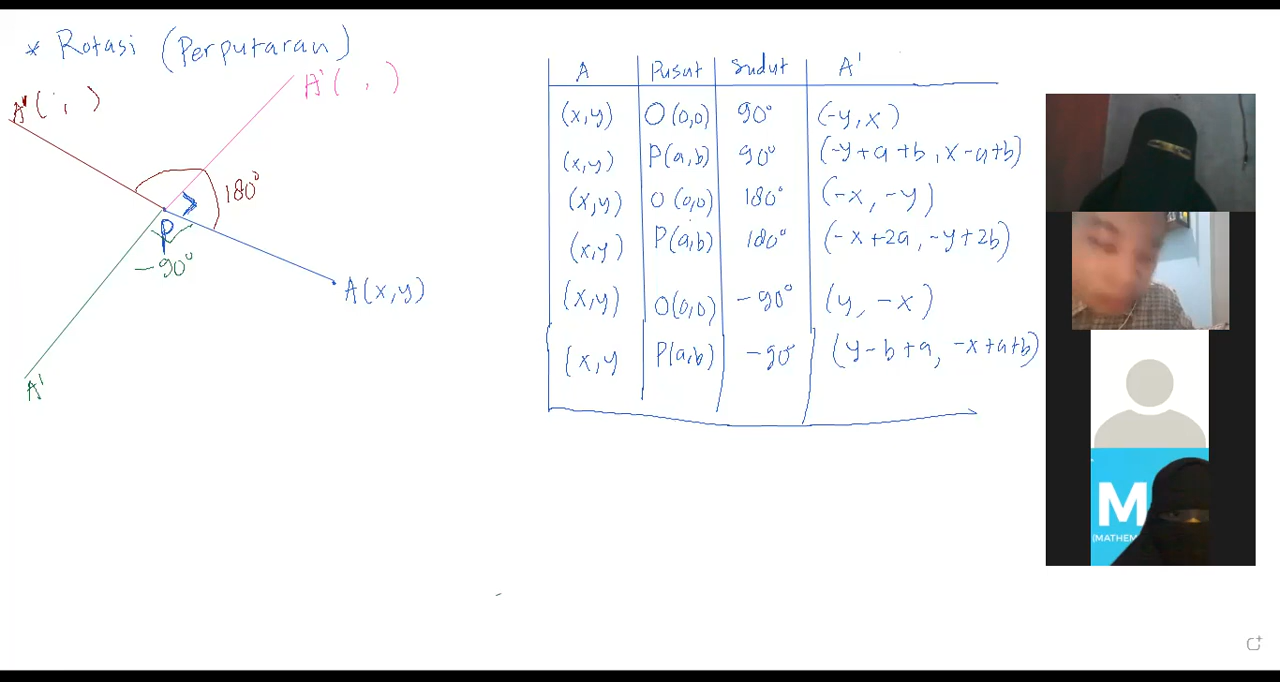 * Rotasi (Perputaran)
A'( , )
A'( , )
180°
P
-90°
A(x,y)
A'
A Pusat Sudut A'
(x,y) O(0,0) 90° (-y,x)
(x,y) P(a,b) 90° (-y+a+b, x-a+b)
(x,y) O(0,0) 180° (-x, -y)
(x,y) P(a,b) 180° (-x+2a, -y+2b)
(x,y) O(0,0) -90° (y, -x)
(x,y P(a,b) -90° (y-b+a, -x+a+b)
M
(MATHEM